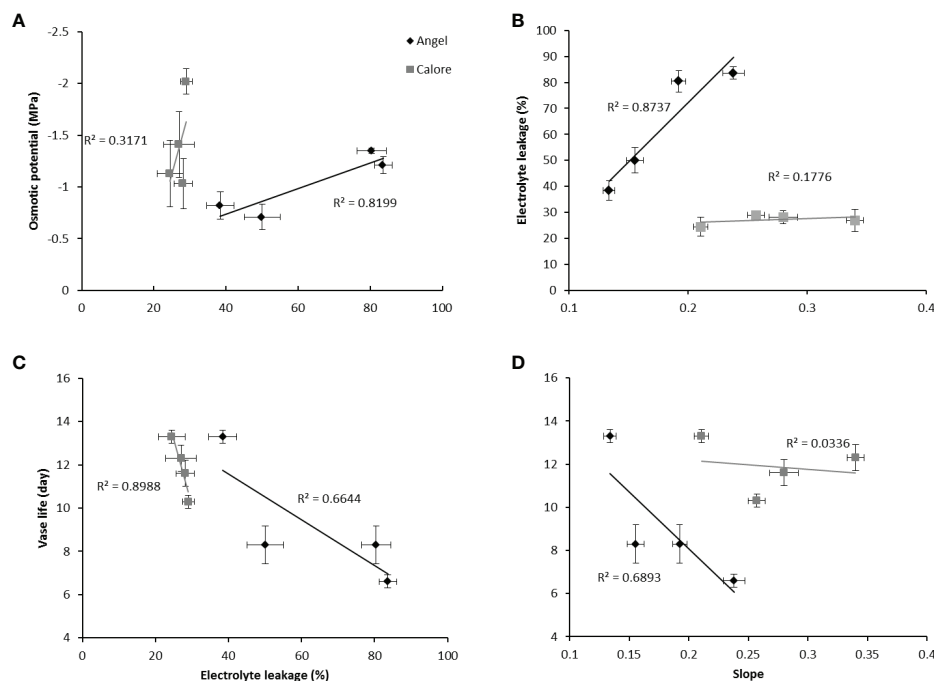 A
Osmotic potential (MPa)
-2.5
-2
-1.5
-1
-0.5
0
0 20 40 60 80 100
Angel
Calore
R² = 0.3171
R² = 0.8199
B
Electrolyte leakage (%)
100
90
80
70
60
50
40
30
20
10
0
0.1 0.2 0.3 0.4
R² = 0.8737
R² = 0.1776
C
Vase life (day)
16
14
12
10
8
6
4
0 20 40 60 80 100
Electrolyte leakage (%)
R² = 0.8988
R² = 0.6644
D
16
14
12
10
8
6
4
0.1 0.15 0.2 0.25 0.3 0.35 0.4
Slope
R² = 0.0336
R² = 0.6893